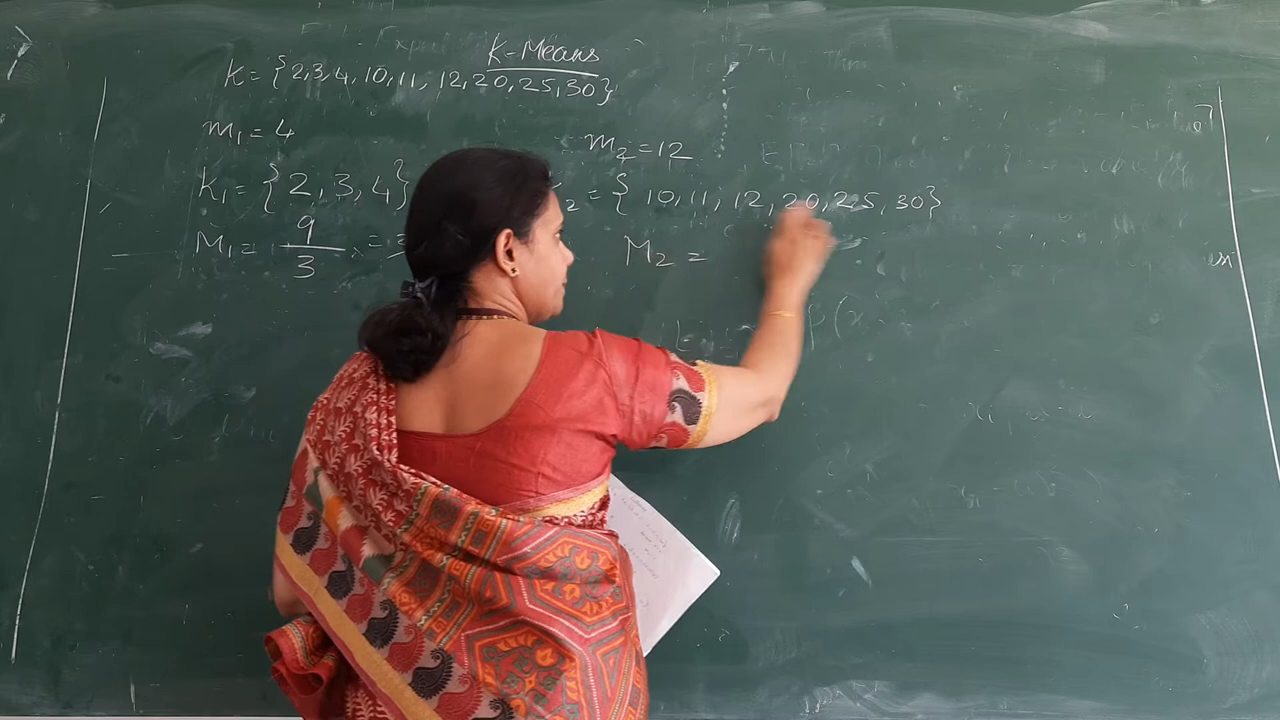 K-Means
K = {2,3,4,10,11,12,20,25,30}
m₁ = 4
m₂ = 12
K₁ = {2,3,4}
₂ = {10,11,12,20,25,30}
M₁ = 9/3 =
M₂ =